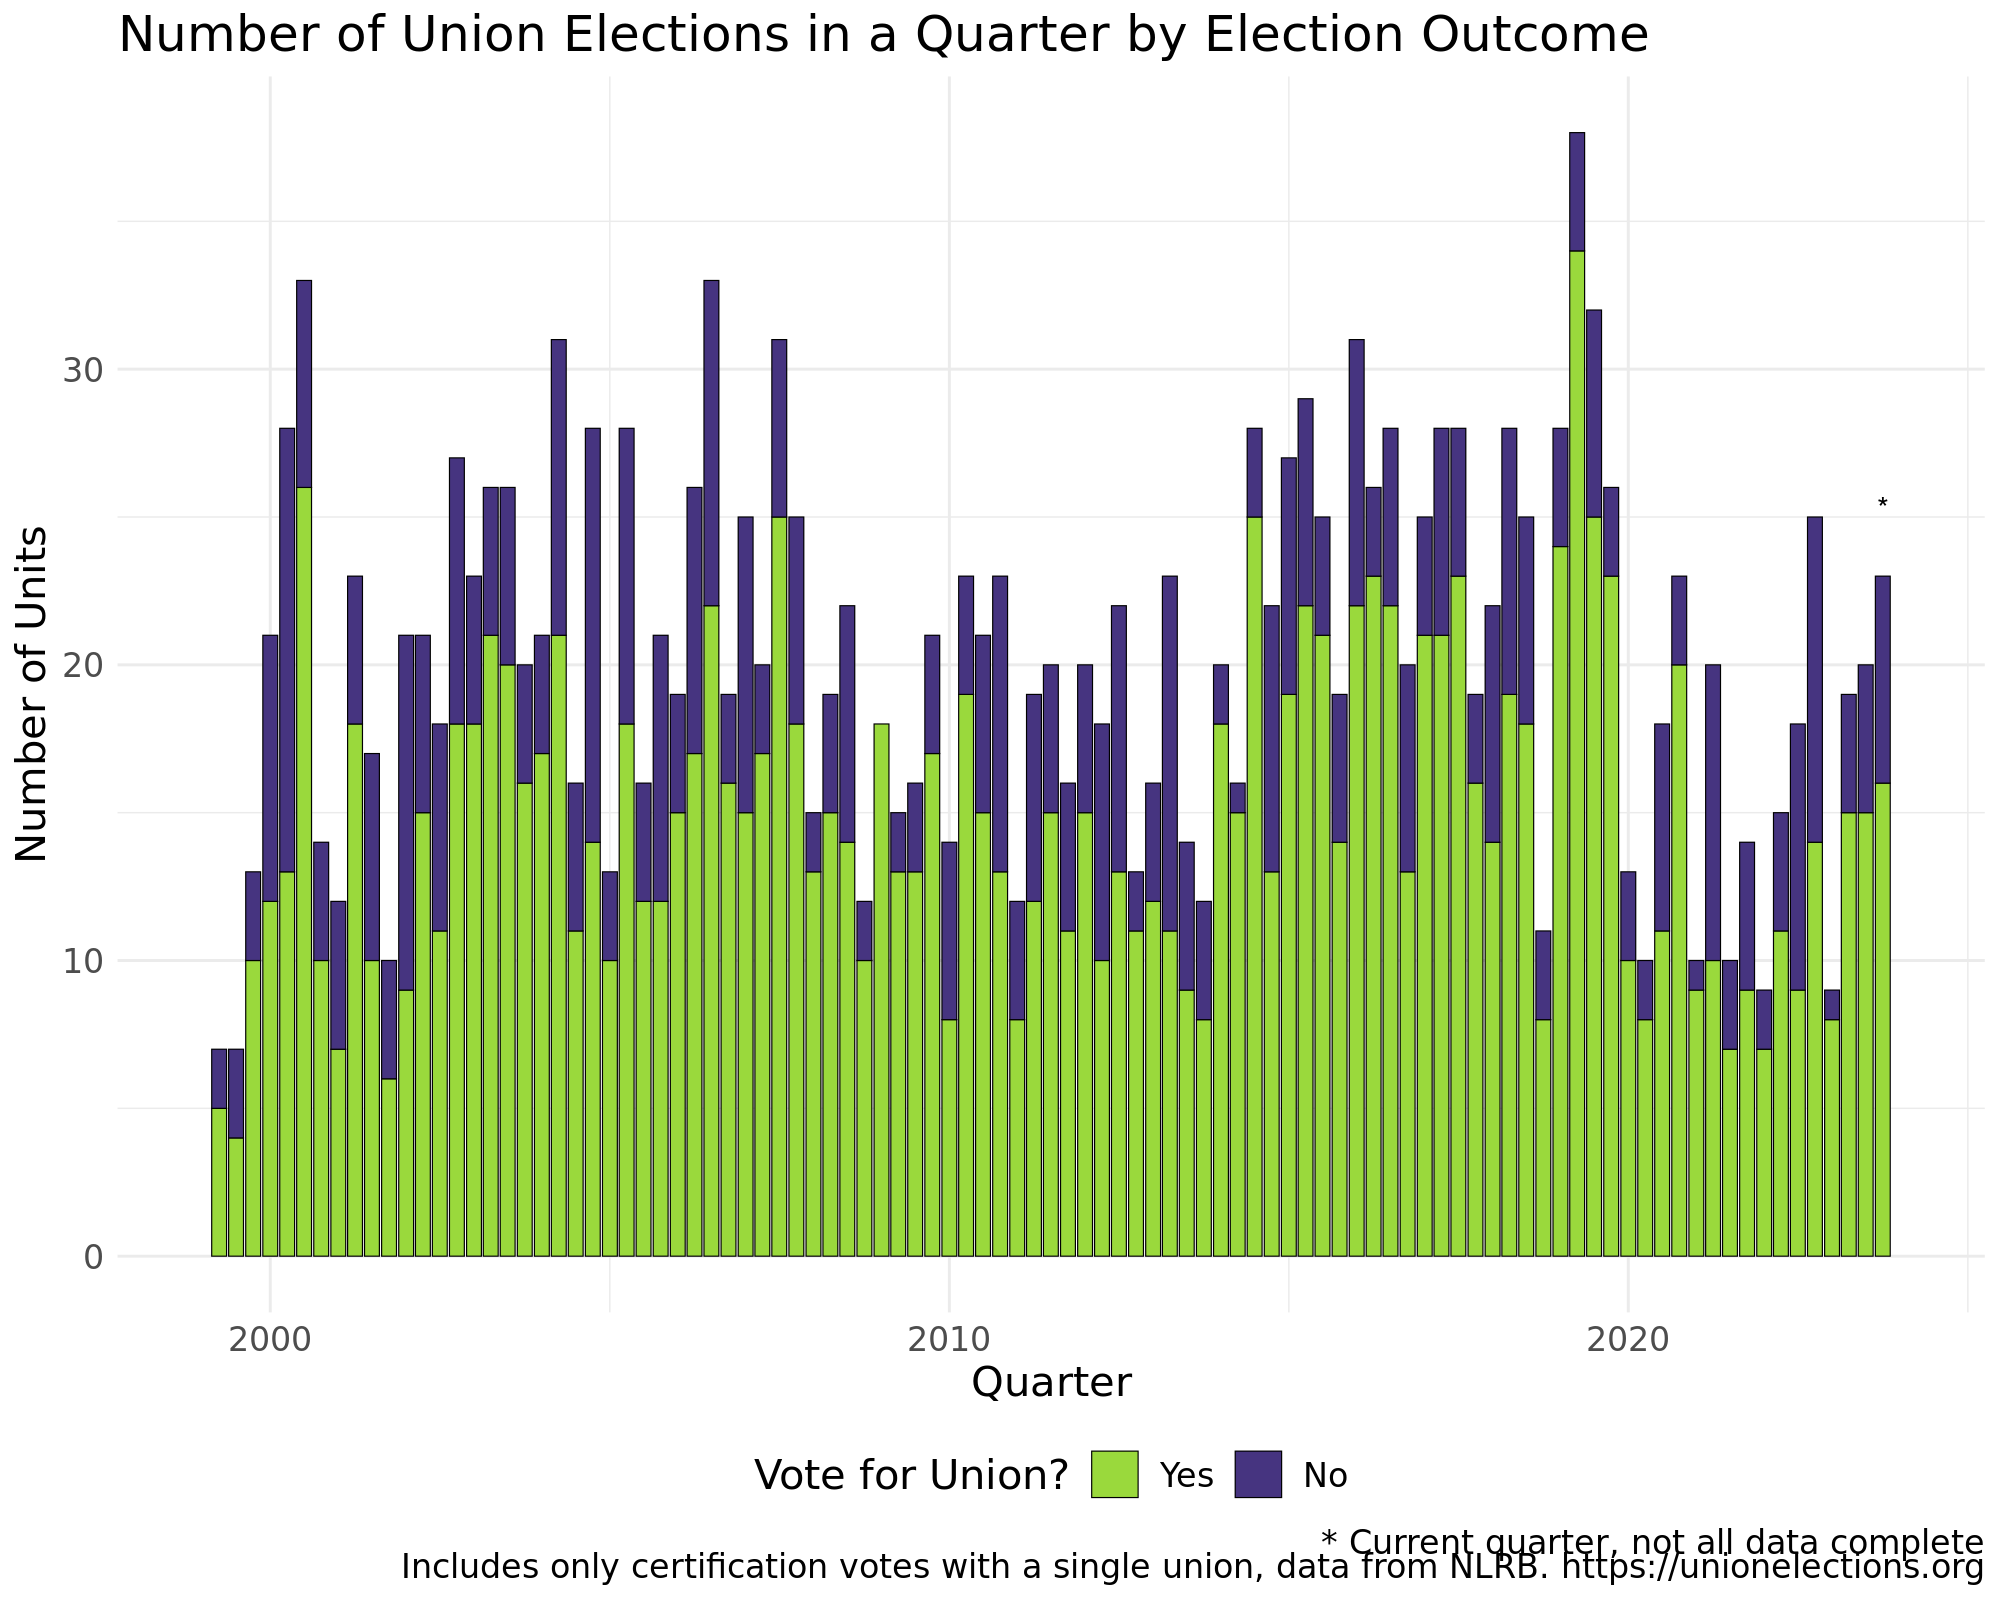 Number of Union Elections in a Quarter by Election Outcome
Number of Units
30
20
10
0
*
2000 2010 2020
Quarter
Vote for Union? Yes No
* Current quarter, not all data complete
Includes only certification votes with a single union, data from NLRB. https://unionelections.org